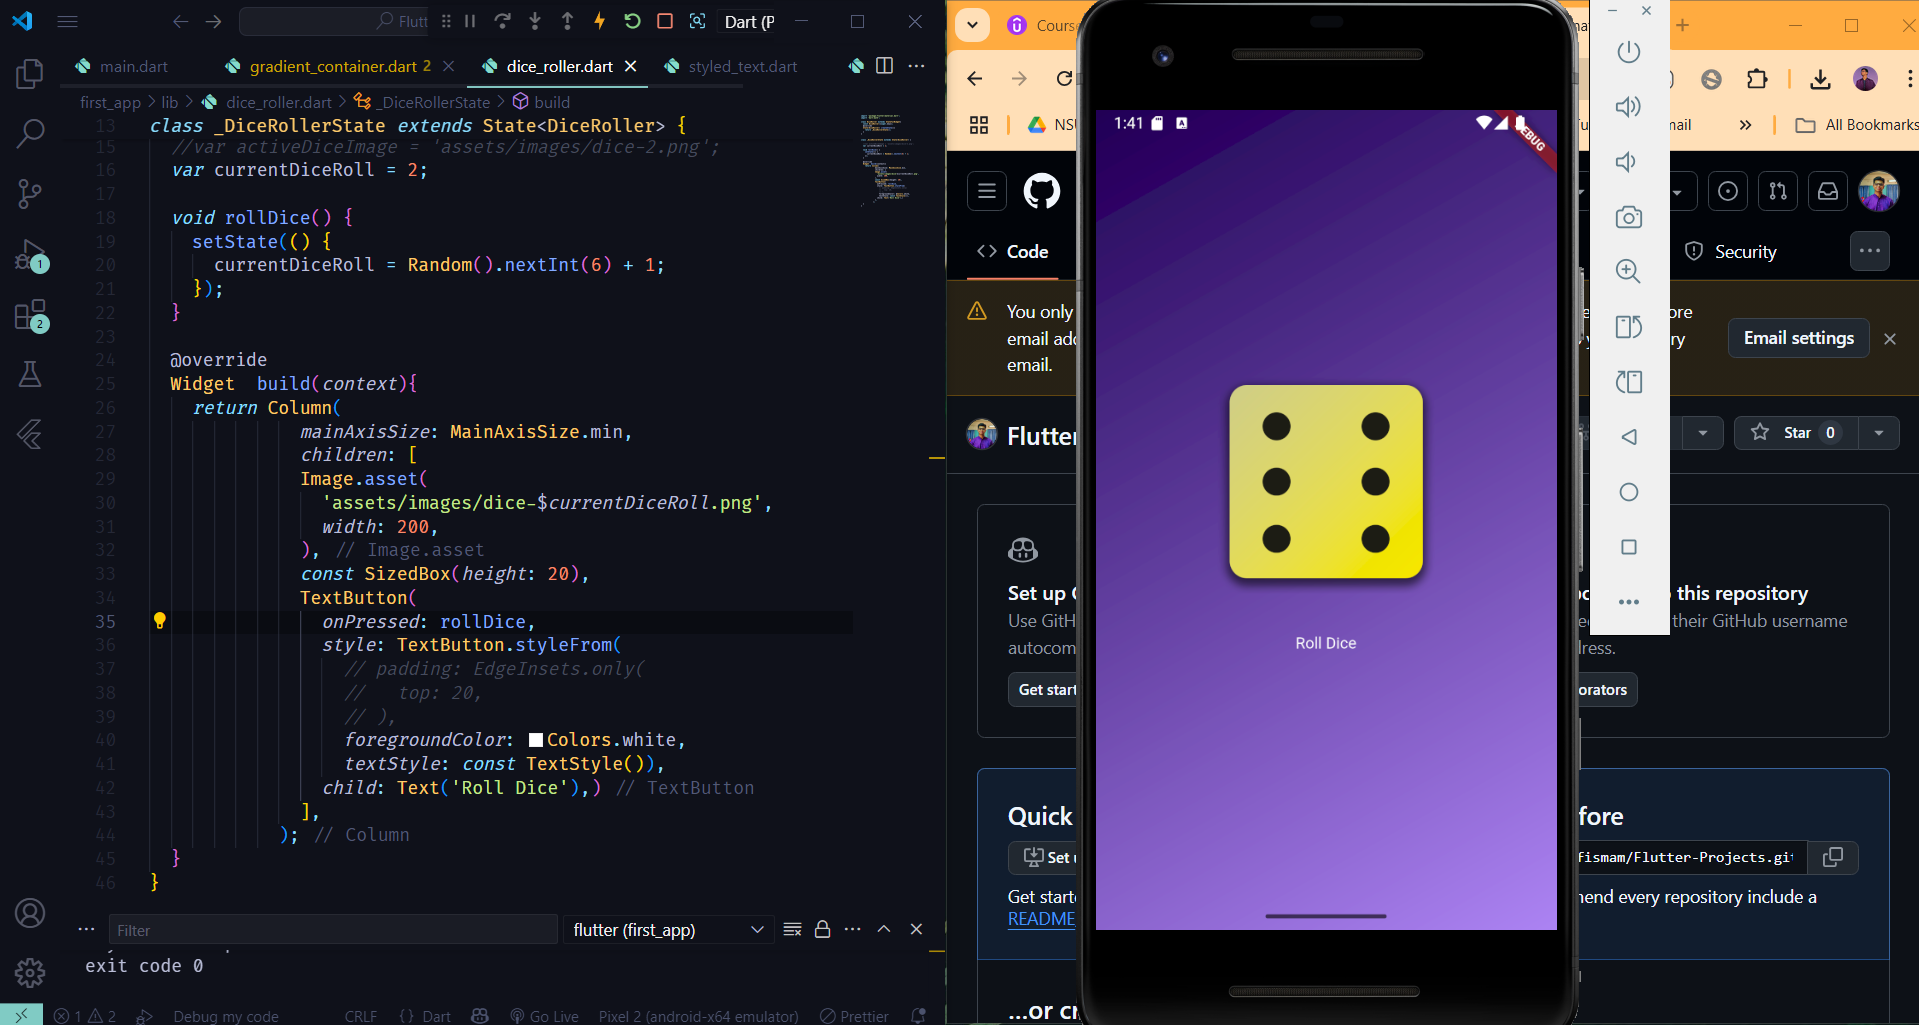 Flutt
Dart (P
main.dart
gradient_container.dart 2
dice_roller.dart
styled_text.dart
first_app > lib > dice_roller.dart > _DiceRollerState > build
13 class _DiceRollerState extends State<DiceRoller> {
15 //var activeDiceImage = 'assets/images/dice-2.png';
16 var currentDiceRoll = 2;
17
18 void rollDice() {
19 setState(() {
20 currentDiceRoll = Random().nextInt(6) + 1;
21 });
22 }
23
24 @override
25 Widget  build(context){
26 return Column(
27 mainAxisSize: MainAxisSize.min,
28 children: [
29 Image.asset(
30 'assets/images/dice-$currentDiceRoll.png',
31 width: 200,
32 ), // Image.asset
33 const SizedBox(height: 20),
34 TextButton(
35 onPressed: rollDice,
36 style: TextButton.styleFrom(
37 // padding: EdgeInsets.only(
38 //   top: 20,
39 // ),
40 foregroundColor: Colors.white,
41 textStyle: const TextStyle()),
42 child: Text('Roll Dice'),) // TextButton
43 ],
44 ); // Column
45 }
46 }
1
2
Filter
flutter (first_app)
exit code 0
1 2
Debug my code
CRLF
{ } Dart
Go Live
Pixel 2 (android-x64 emulator)
Prettier
Cours
NSU
mail
»
All Bookmarks
Code
Security
You only
email add
email.
ore
ry
Email settings
Flutter
Star 0
Set up
this repository
Use GitH
their GitHub username
autocom
dress.
Get start
orators
Quick
fore
Set u
fismam/Flutter-Projects.git
Get starte
mend every repository include a
README
...or cr
1:41
DEBUG
Roll Dice